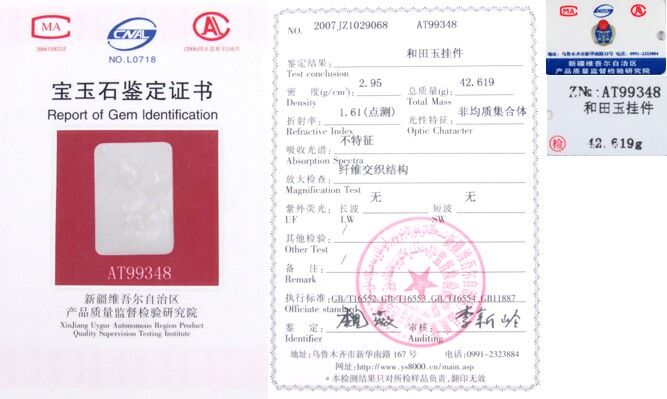 MA
CNAL
AL
NO.L0718
宝玉石鉴定证书
Report of Gem Identification
AT99348
新疆维吾尔自治区
产品质量监督检验研究院
XinJiang Uygur Autonomous Region Product
Quality Supervision Testing Institute
NO. 2007JZ1029068 AT99348
鉴定结果: 和田玉挂件
Test conclusion
密 度(g/cm³): 2.95 总质量(g): 42.619
Density Total Mass
折射率: 1.61(点测) 光性特征: 非均质集合体
Refractive Index Optic Character
吸收光谱: 不特征
Absorption Spectra
放大检查: 纤维交织结构
Magnification Test
紫外荧光: 长波 无 短波 无
UF LW SW
其他检验: /
Other Test
备 注: /
Remark
执行标准: GB/T16552 GB/T16553 GB/T16554 GB11887
Officiate standard
鉴 定: 审核: 李新岭
Identifier Auditing
地址:乌鲁木齐市新华南路 167 号 电话:0991-2323884
网址:http://www.ys8000.cn/main.asp
*本检测结果只对所检样品负责,翻印无效
MA
CNAL
AL
新疆维吾尔自治区
产品质量监督检验研究院
ZNo: AT99348
和田玉挂件
检 42.619g